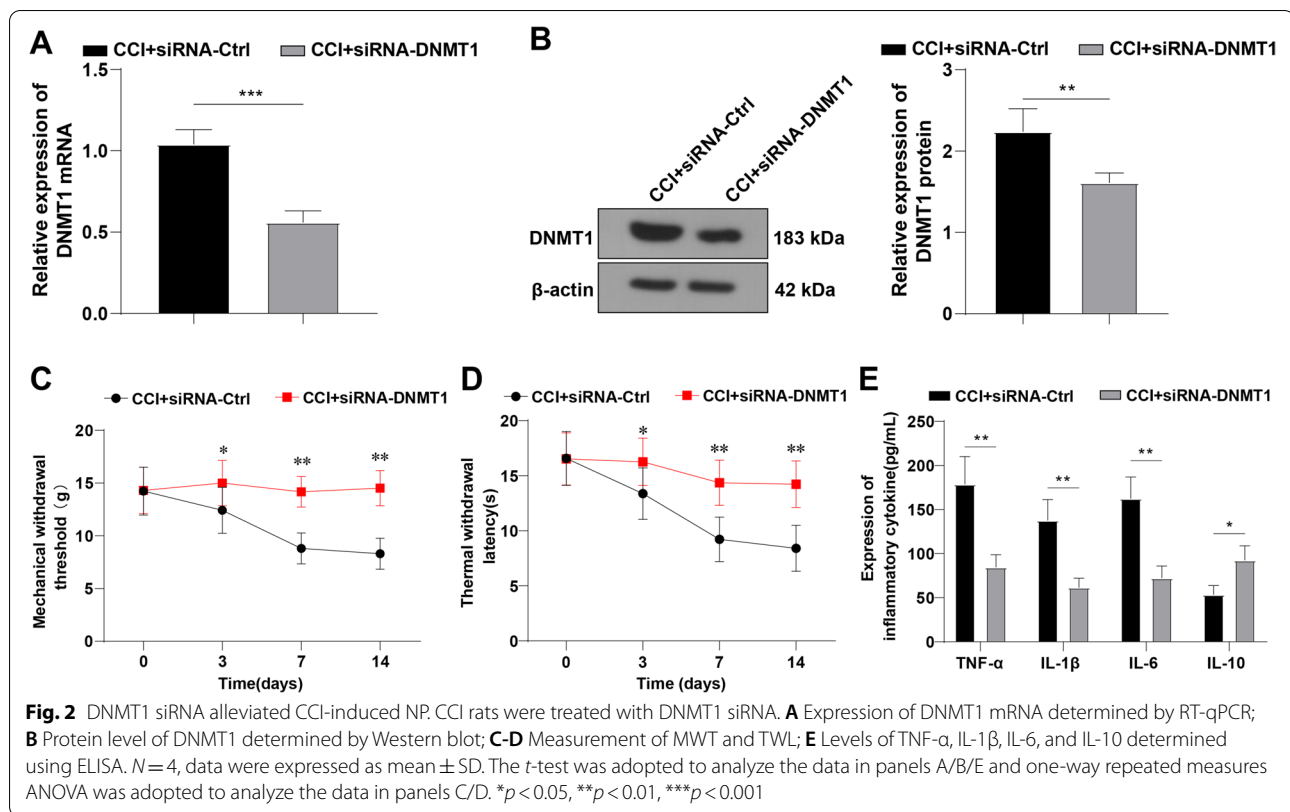 A
CCI+siRNA-Ctrl CCI+siRNA-DNMT1
Relative expression of
DNMT1 mRNA
1.5
1.0
0.5
0.0
***
B
CCI+siRNA-Ctrl
CCI+siRNA-DNMT1
DNMT1 183 kDa
β-actin 42 kDa
CCI+siRNA-Ctrl CCI+siRNA-DNMT1
Relative expression of
DNMT1 protein
3
2
1
0
**
C
CCI+siRNA-Ctrl CCI+siRNA-DNMT1
Mechanical withdrawal
threshold (g)
20
15
10
5
0
* ** **
0 3 7 14
Time(days)
D
CCI+siRNA-Ctrl CCI+siRNA-DNMT1
Thermal withdrawal
latency(s)
20
15
10
5
0
* ** **
0 3 7 14
Time(days)
E
CCI+siRNA-Ctrl CCI+siRNA-DNMT1
Expression of
inflammatory cytokine(pg/mL)
250
200
150
100
50
0
** ** ** *
TNF-α IL-1β IL-6 IL-10
Fig. 2 DNMT1 siRNA alleviated CCI-induced NP. CCI rats were treated with DNMT1 siRNA. A Expression of DNMT1 mRNA determined by RT-qPCR;
B Protein level of DNMT1 determined by Western blot; C-D Measurement of MWT and TWL; E Levels of TNF-α, IL-1β, IL-6, and IL-10 determined
using ELISA. N = 4, data were expressed as mean ± SD. The t-test was adopted to analyze the data in panels A/B/E and one-way repeated measures
ANOVA was adopted to analyze the data in panels C/D. *p < 0.05, **p < 0.01, ***p < 0.001